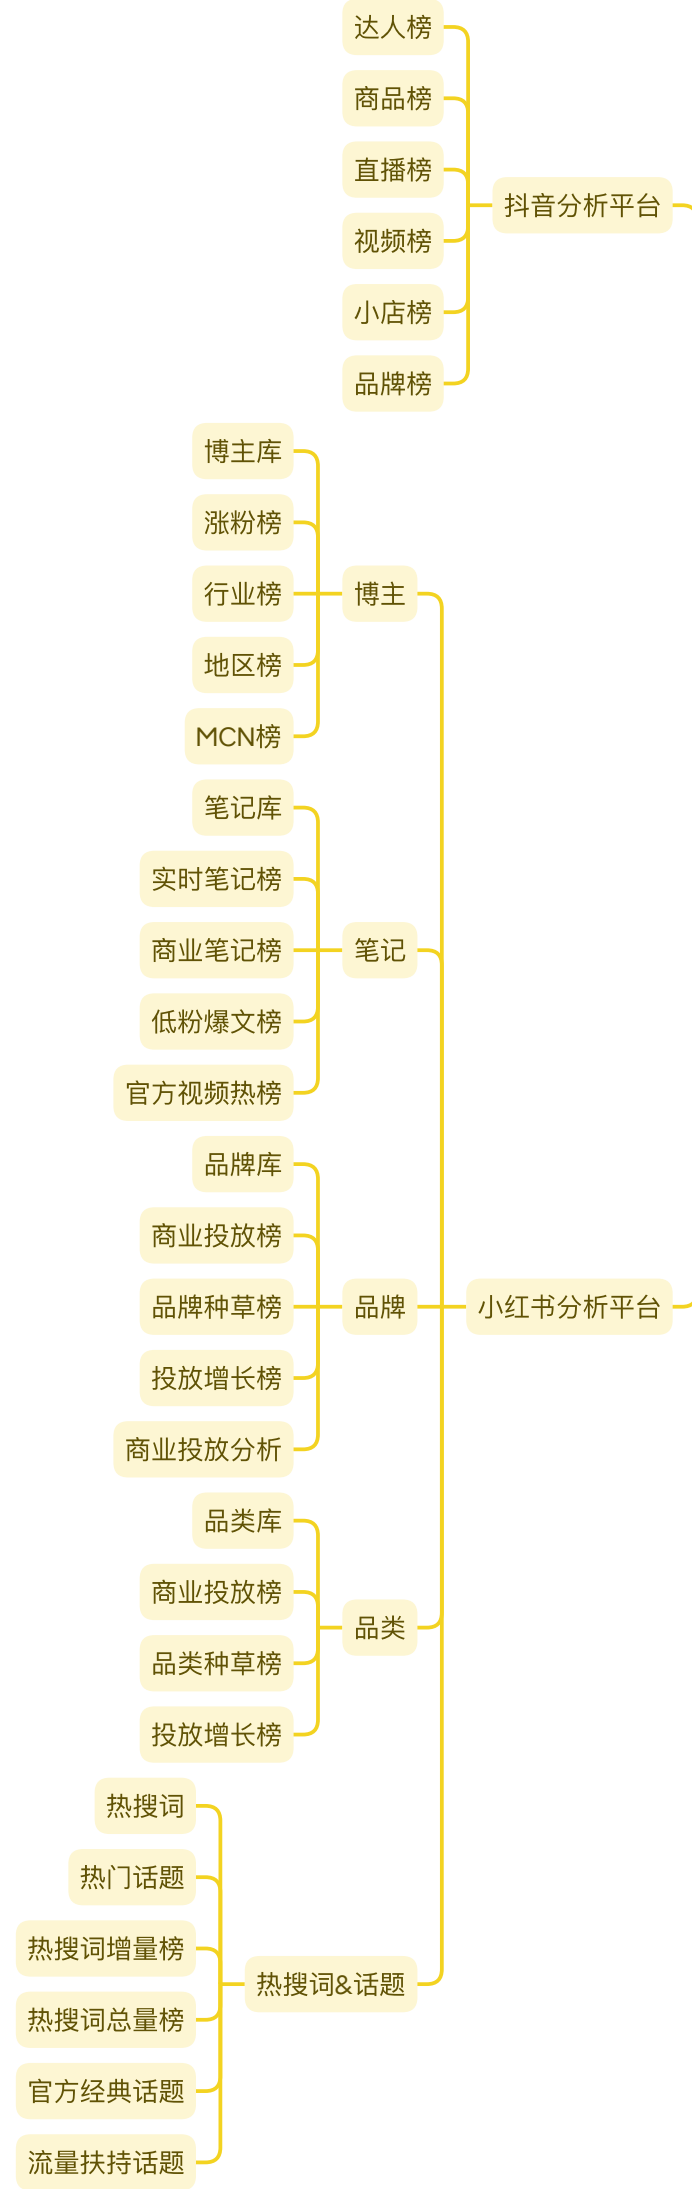 达人榜
商品榜
直播榜
抖音分析平台
视频榜
小店榜
品牌榜
博主库
涨粉榜
行业榜
博主
地区榜
MCN榜
笔记库
实时笔记榜
商业笔记榜
笔记
低粉爆文榜
官方视频热榜
品牌库
商业投放榜
品牌种草榜
品牌
小红书分析平台
投放增长榜
商业投放分析
品类库
商业投放榜
品类
品类种草榜
投放增长榜
热搜词
热门话题
热搜词增量榜
热搜词&话题
热搜词总量榜
官方经典话题
流量扶持话题